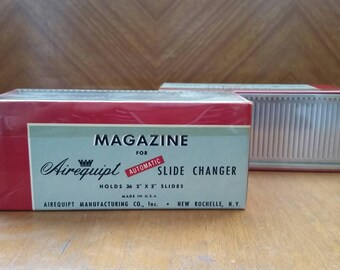 MAGAZINE
FOR
Airequipt AUTOMATIC SLIDE CHANGER
HOLDS 36 2" X 2" SLIDES
MADE IN U.S.A.
AIREQUIPT MANUFACTURING CO., Inc. • NEW ROCHELLE, N.Y.